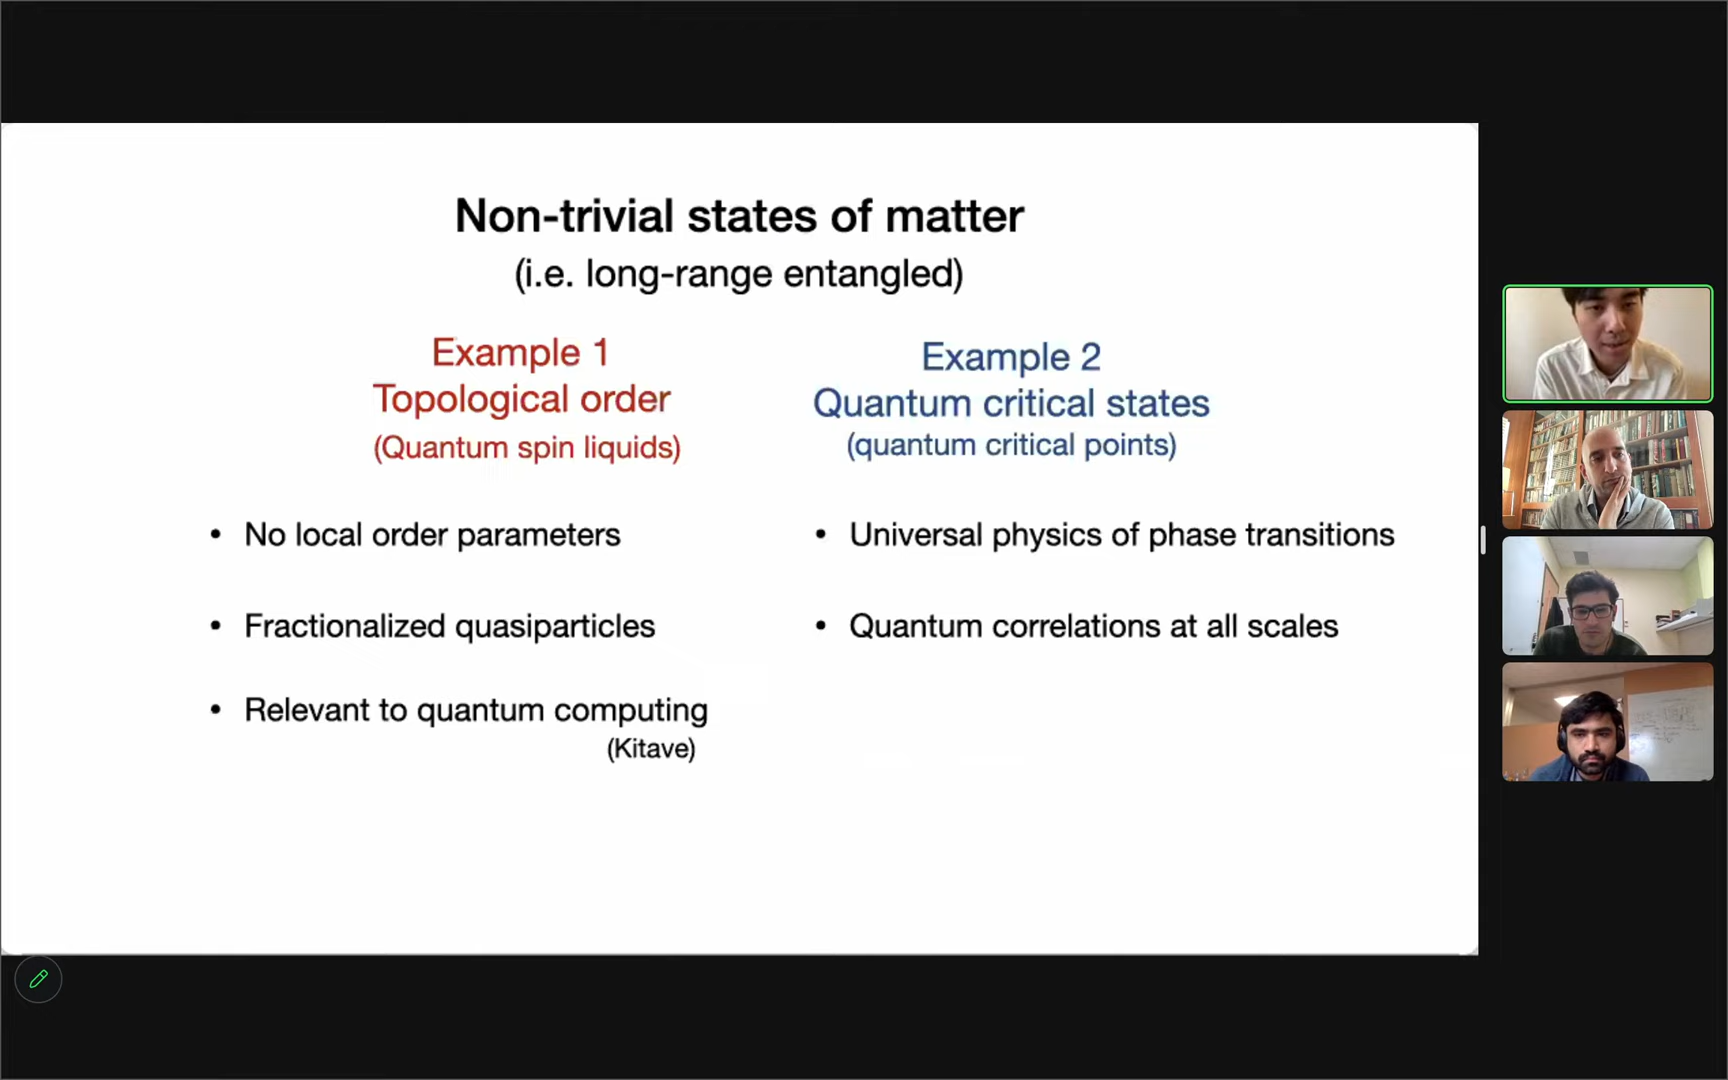 Non-trivial states of matter
(i.e. long-range entangled)
Example 1
Topological order
(Quantum spin liquids)
• No local order parameters
• Fractionalized quasiparticles
• Relevant to quantum computing
(Kitave)
Example 2
Quantum critical states
(quantum critical points)
• Universal physics of phase transitions
• Quantum correlations at all scales